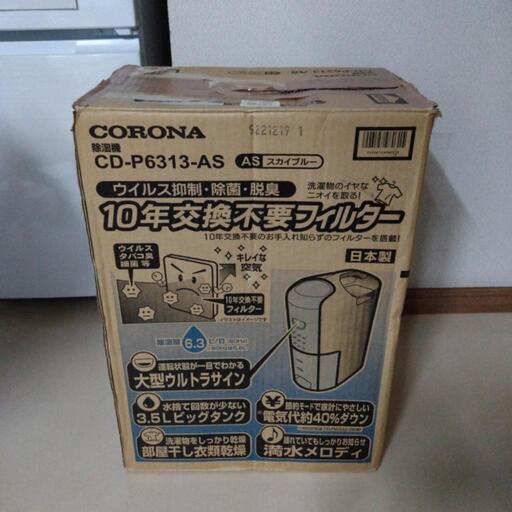 CORONA
9221219 1
除湿機
CD-P6313-AS
AS スカイブルー
ウイルス抑制・除菌・脱臭
洗濯物のイヤな
ニオイを取る!
10年交換不要フィルター
10年交換不要のお手入れ知らずのフィルターを搭載!
日本製
ウイルス
タバコ臭
細菌 等
キレイな
空気
10年交換不要
フィルター
除湿量 6.3 L/日(60Hz)
運転状態が一目でわかる
大型ウルトラサイン
水捨て回数が少ない
3.5Lビッグタンク
節約モードで家計にやさしい
電気代約40%ダウン
洗濯物をしっかり乾燥
部屋干し衣類乾燥
離れていてもしっかりお知らせ
満水メロディ